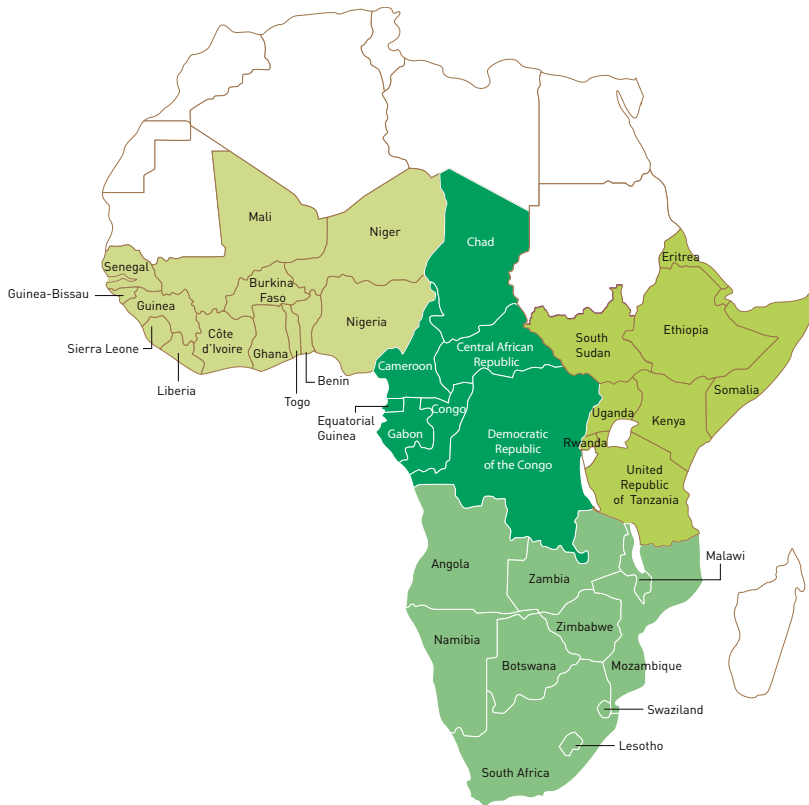 Mali
Niger
Chad
Eritrea
Senegal
Guinea-Bissau
Burkina
Faso
Guinea
Nigeria
Ethiopia
South
Sudan
Côte
d’Ivoire
Central African
Republic
Sierra Leone
Ghana
Cameroon
Benin
Liberia
Togo
Somalia
Uganda
Kenya
Congo
Equatorial
Guinea
Gabon
Democratic
Republic
of the Congo
Rwanda
United
Republic
of Tanzania
Malawi
Angola
Zambia
Zimbabwe
Namibia
Botswana
Mozambique
Swaziland
Lesotho
South Africa